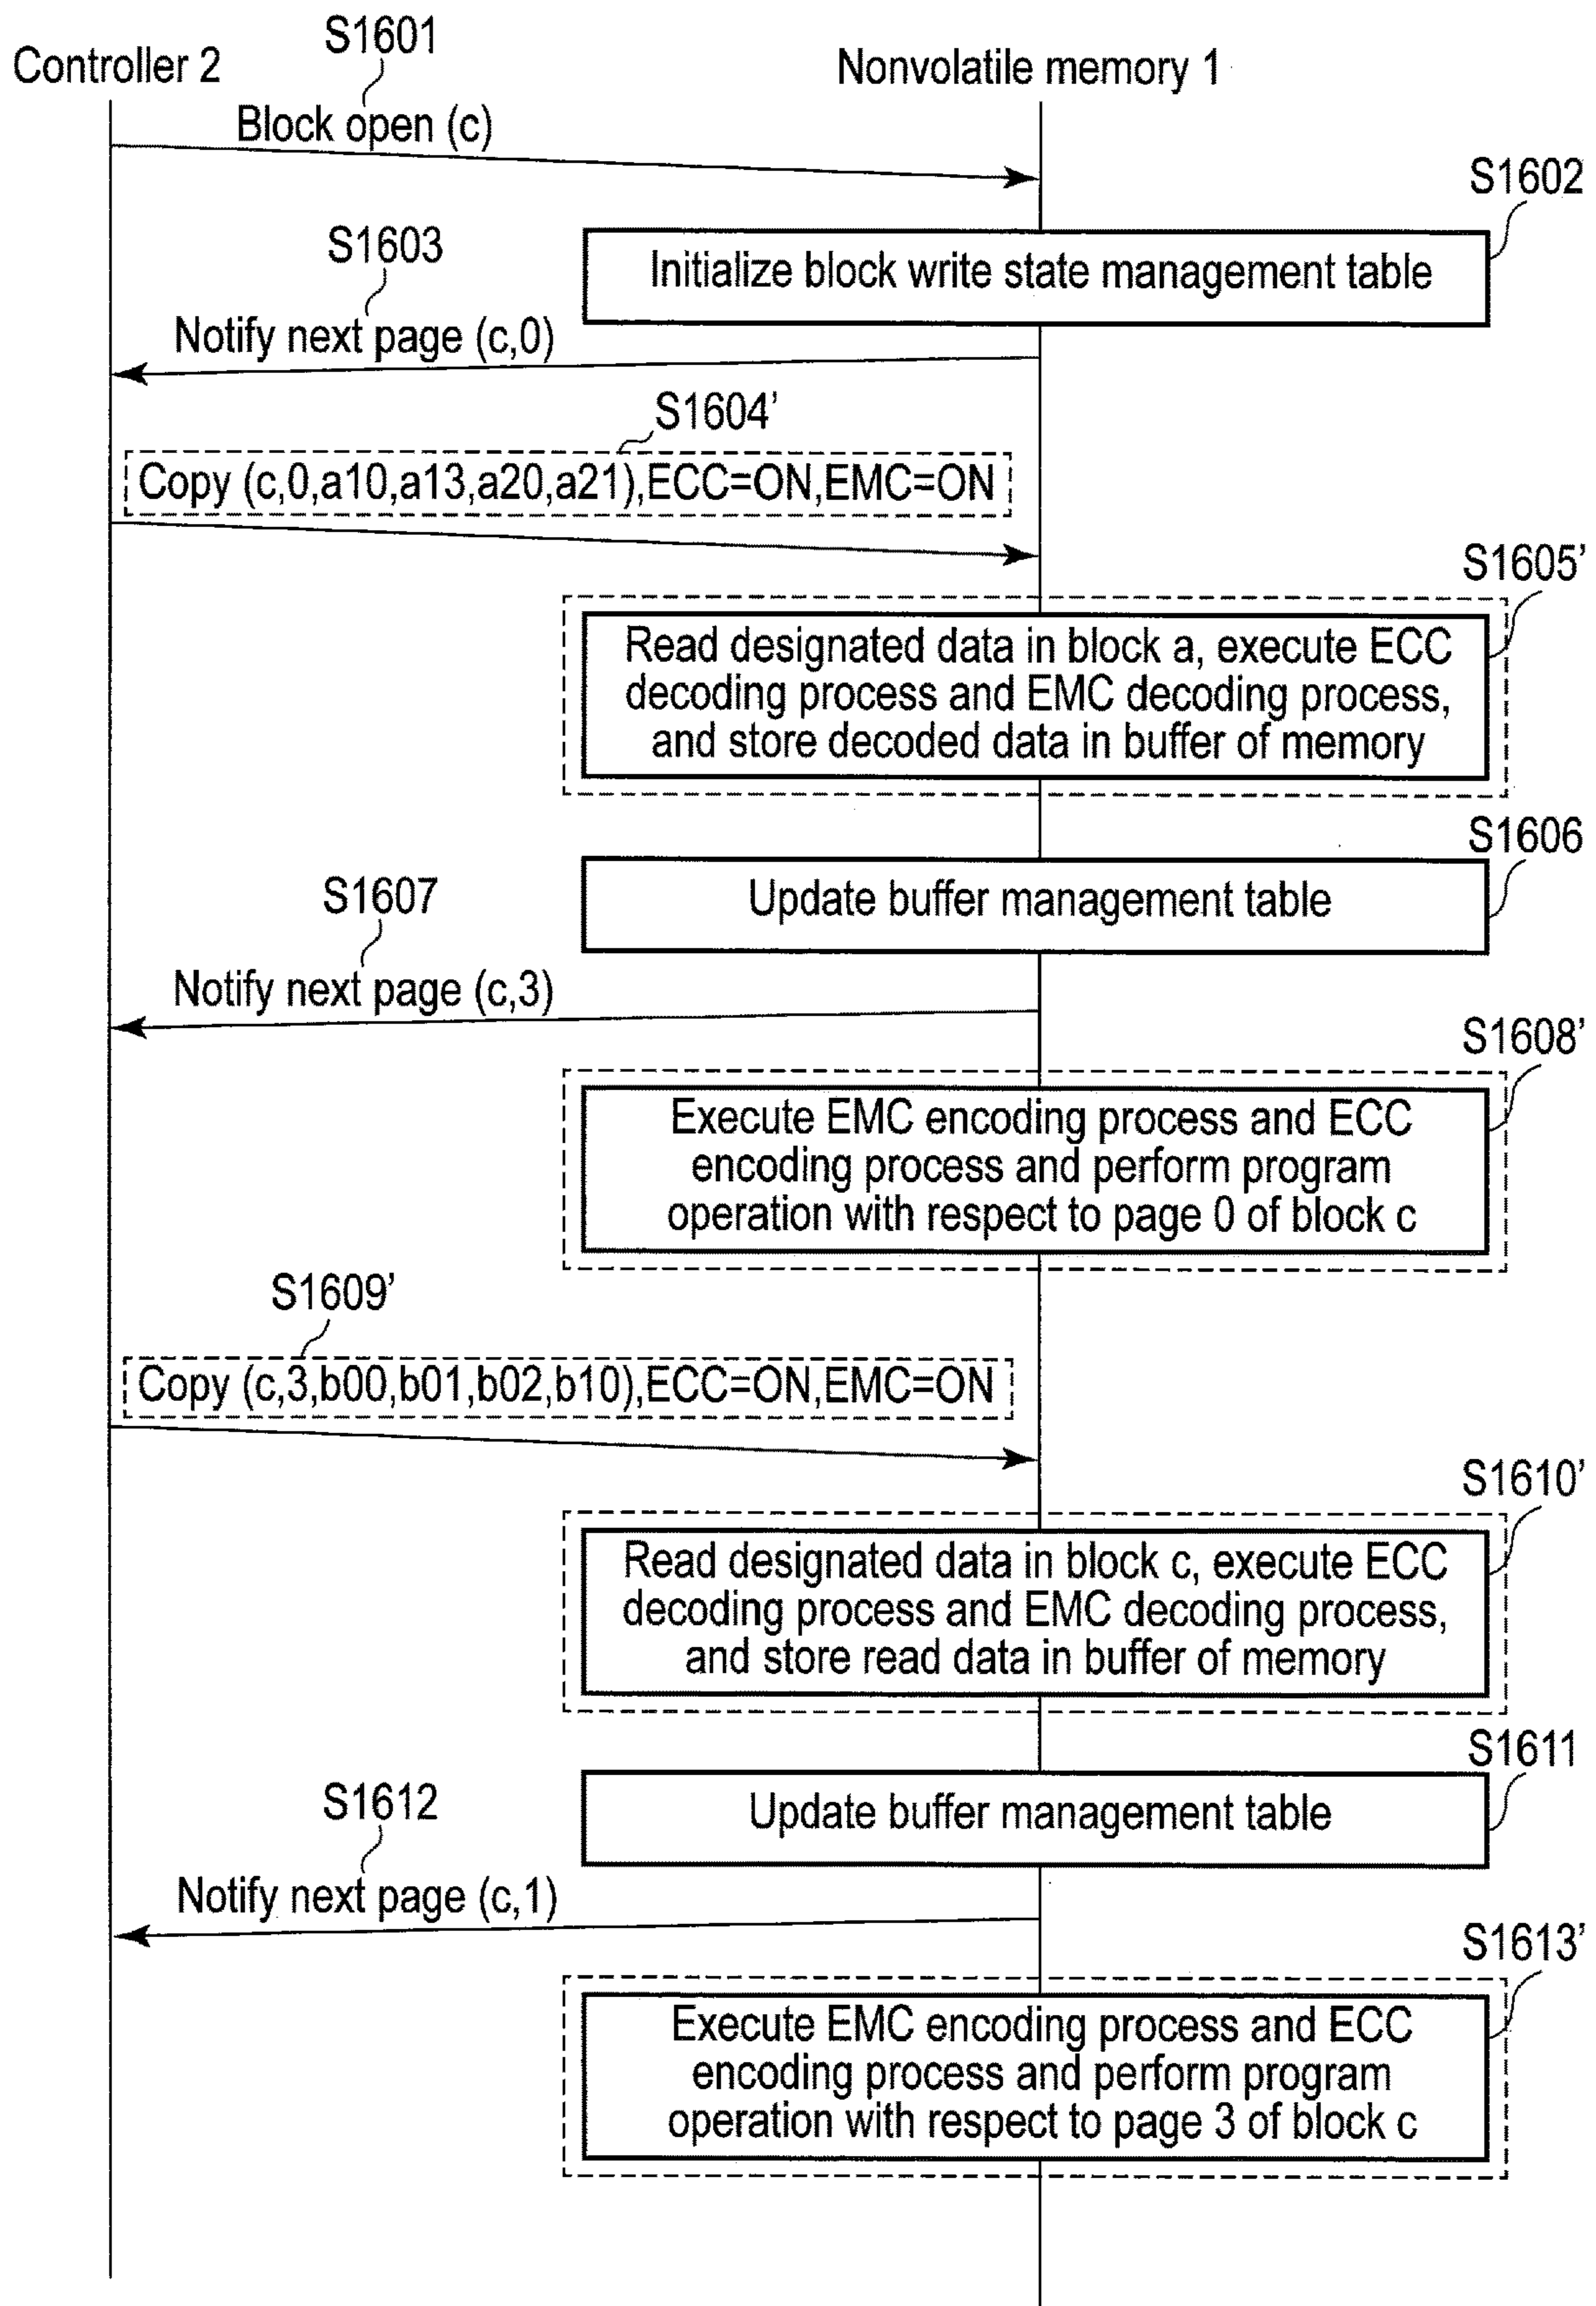 S1601
Controller 2
Nonvolatile memory 1
Block open (c)
S1602
Initialize block write state management table
S1603
Notify next page (c,0)
S1604'
Copy (c,0,a10,a13,a20,a21),ECC=ON,EMC=ON
S1605'
Read designated data in block a, execute ECC
decoding process and EMC decoding process,
and store decoded data in buffer of memory
S1606
Update buffer management table
S1607
Notify next page (c,3)
S1608'
Execute EMC encoding process and ECC
encoding process and perform program
operation with respect to page 0 of block c
S1609'
Copy (c,3,b00,b01,b02,b10),ECC=ON,EMC=ON
S1610'
Read designated data in block c, execute ECC
decoding process and EMC decoding process,
and store read data in buffer of memory
S1611
Update buffer management table
S1612
Notify next page (c,1)
S1613'
Execute EMC encoding process and ECC
encoding process and perform program
operation with respect to page 3 of block c